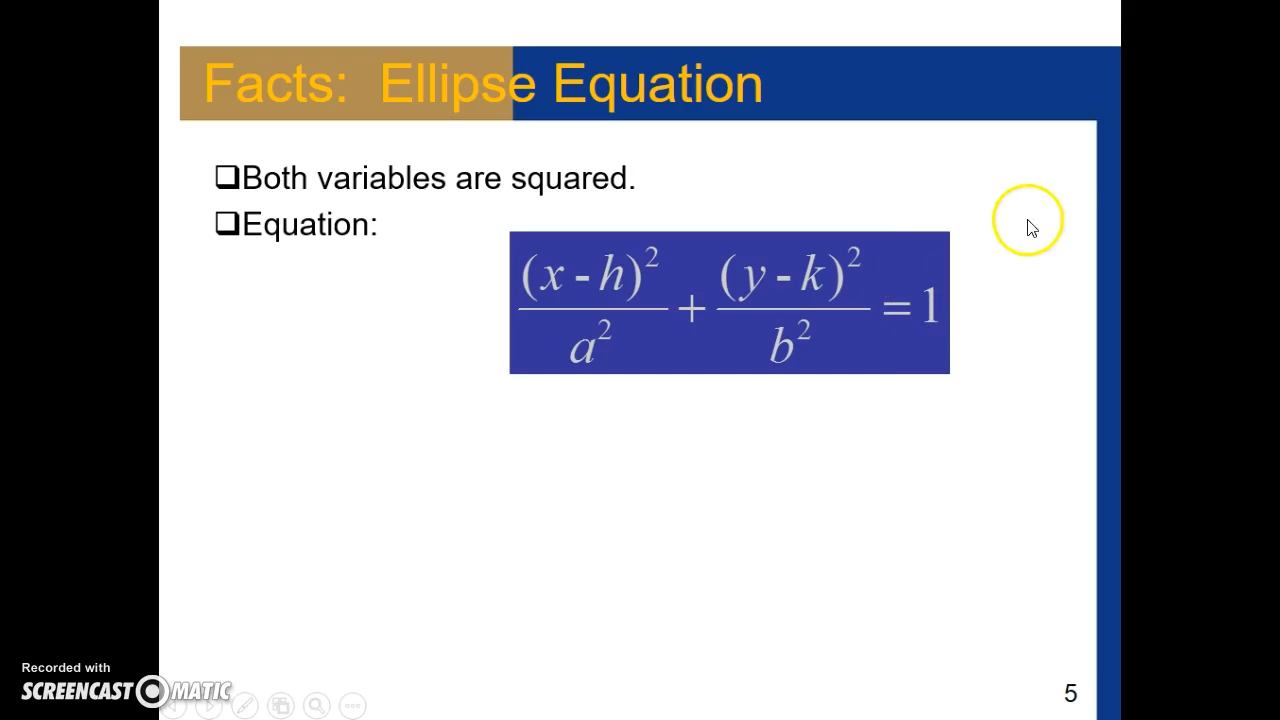 Facts: Ellipse Equation
❑Both variables are squared.
❑Equation:
(x - h)² / a² + (y - k)² / b² = 1
Recorded with
SCREENCAST MATIC
5